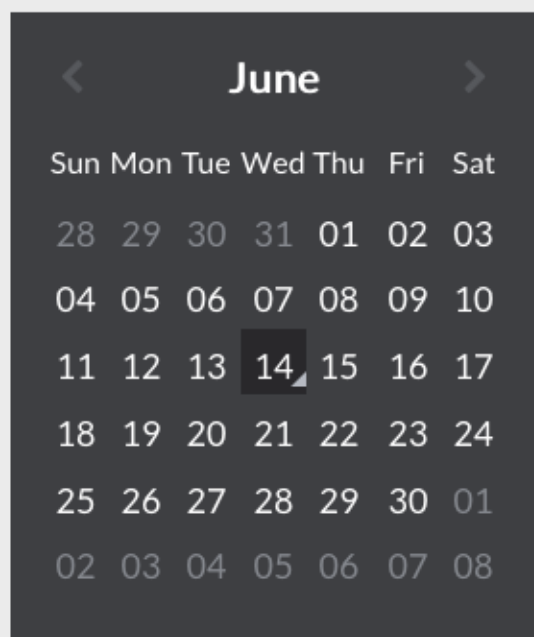 June
Sun Mon Tue Wed Thu Fri Sat
28 29 30 31 01 02 03
04 05 06 07 08 09 10
11 12 13 14 15 16 17
18 19 20 21 22 23 24
25 26 27 28 29 30 01
02 03 04 05 06 07 08